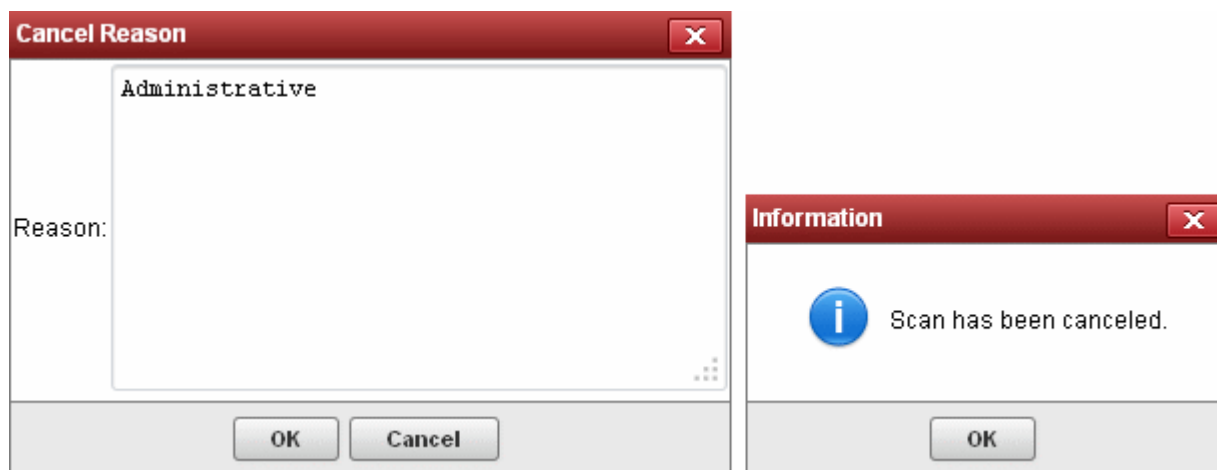 Cancel Reason
X
Administrative
Reason:
OK
Cancel
Information
X
i
Scan has been canceled.
OK